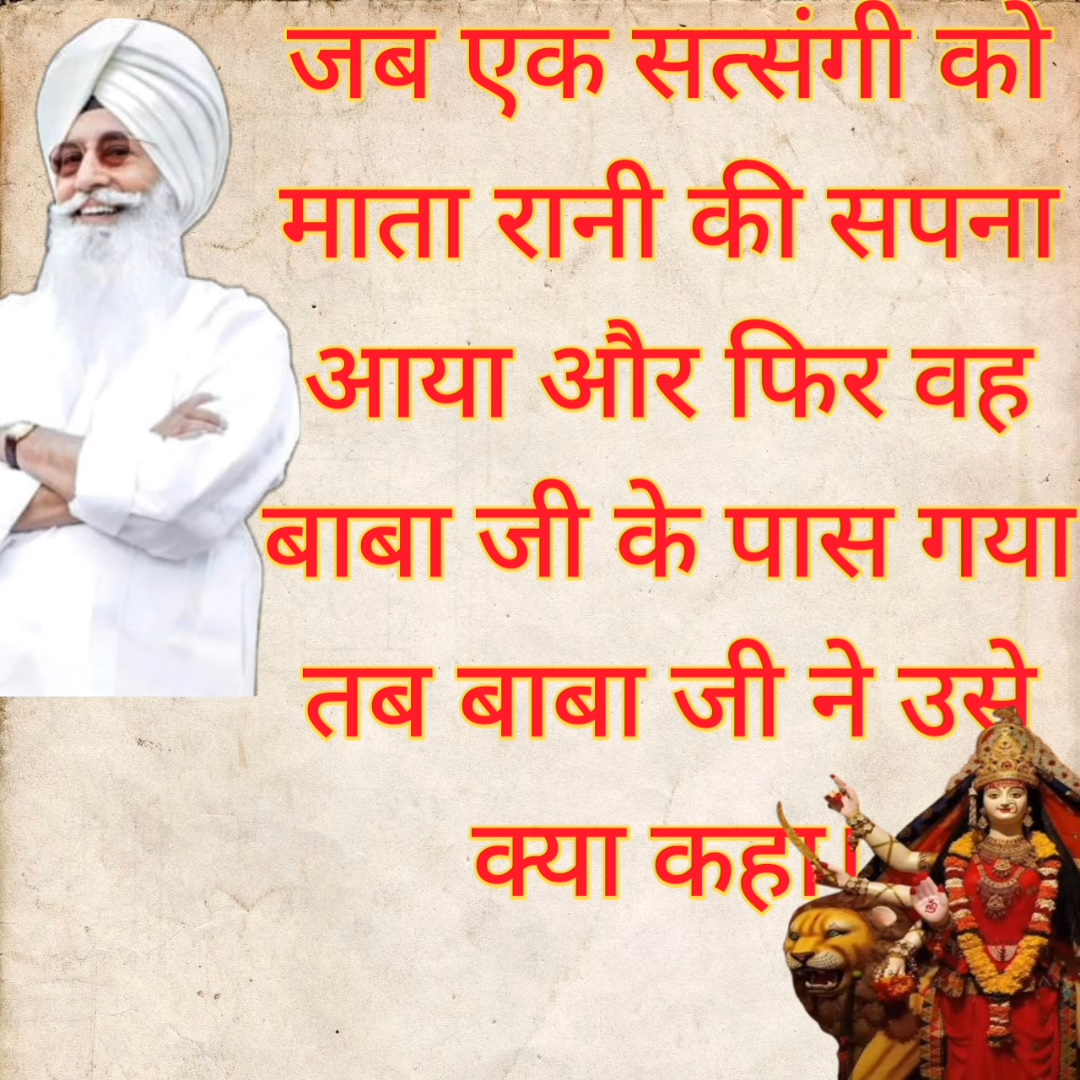 जब एक सत्संगी को
माता रानी की सपना
आया और फिर वह
बाबा जी के पास गया
तब बाबा जी ने उसे
क्या कहा।